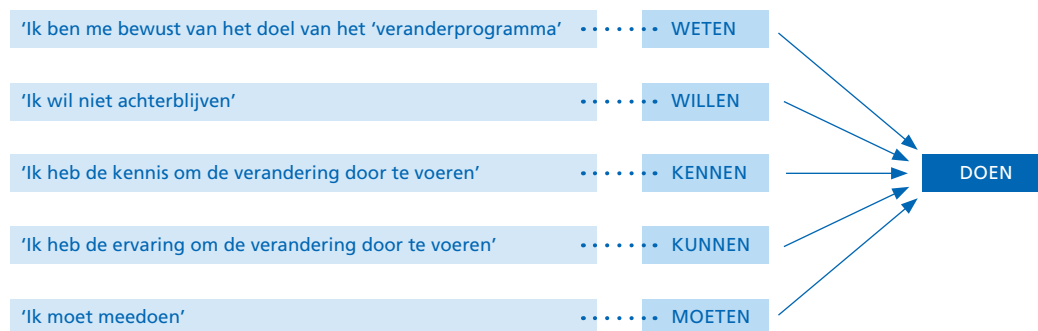 ‘Ik ben me bewust van het doel van het ‘veranderprogramma’ WETEN
‘Ik wil niet achterblijven’ WILLEN
‘Ik heb de kennis om de verandering door te voeren’ KENNEN
DOEN
‘Ik heb de ervaring om de verandering door te voeren’ KUNNEN
‘Ik moet meedoen’ MOETEN